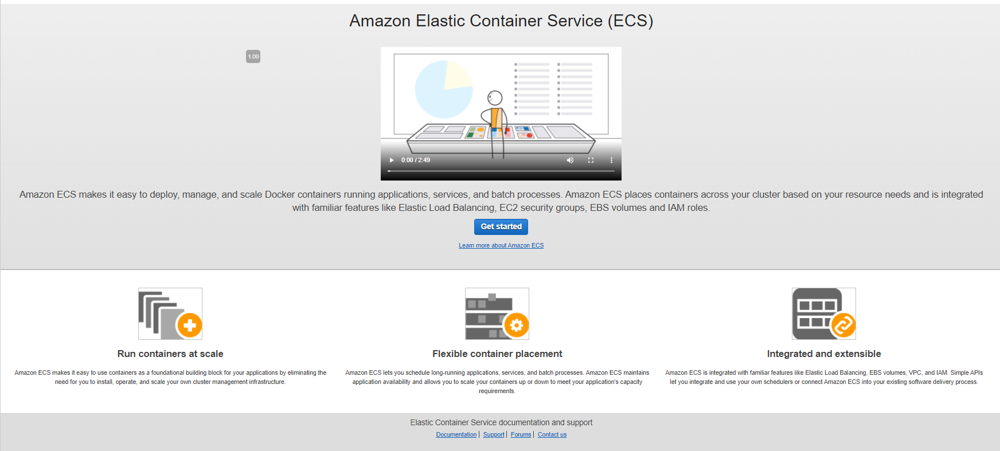 Amazon Elastic Container Service (ECS)
1.00
0:00 / 2:49
Amazon ECS makes it easy to deploy, manage, and scale Docker containers running applications, services, and batch processes. Amazon ECS places containers across your cluster based on your resource needs and is integrated
with familiar features like Elastic Load Balancing, EC2 security groups, EBS volumes and IAM roles.
Get started
Learn more about Amazon ECS
Run containers at scale
Amazon ECS makes it easy to use containers as a foundational building block for your applications by eliminating the
need for you to install, operate, and scale your own cluster management infrastructure.
Flexible container placement
Amazon ECS lets you schedule long-running applications, services, and batch processes. Amazon ECS maintains
application availability and allows you to scale your containers up or down to meet your application's capacity
requirements.
Integrated and extensible
Amazon ECS is integrated with familiar features like Elastic Load Balancing, EBS volumes, VPC, and IAM. Simple APIs
let you integrate and use your own schedulers or connect Amazon ECS into your existing software delivery process.
Elastic Container Service documentation and support
Documentation | Support | Forums | Contact us